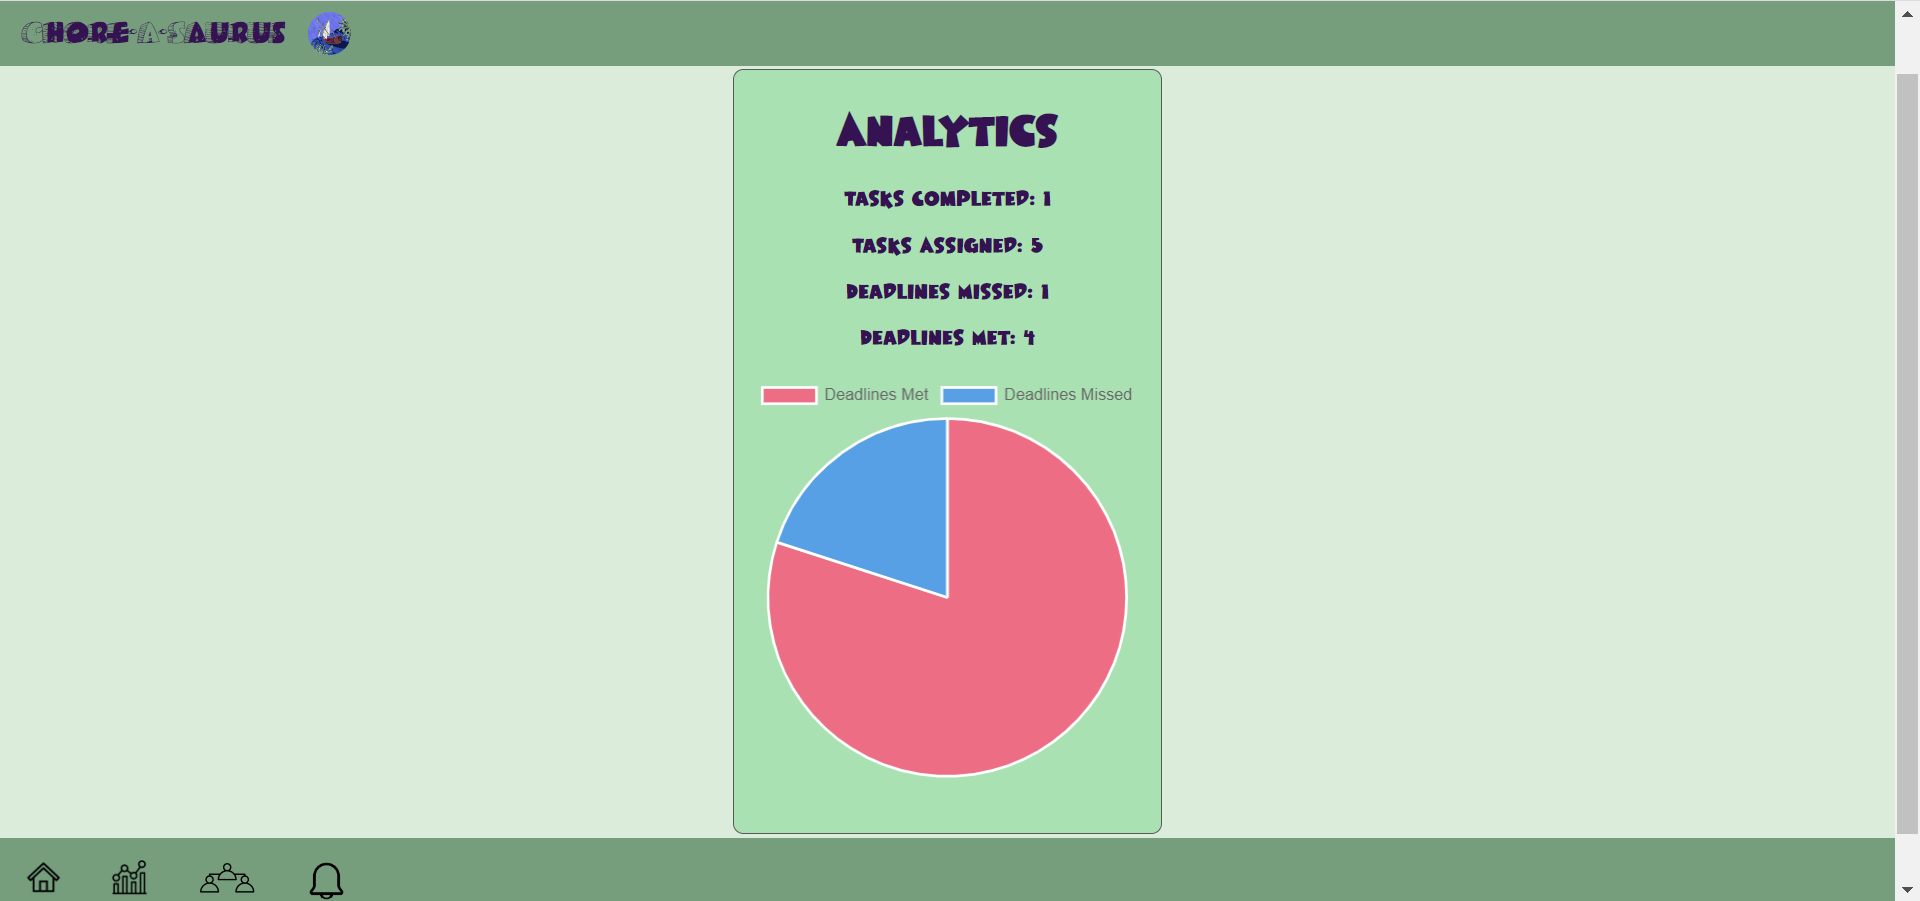 CHORE-A-SAURUS
ANALYTICS
TASKS COMPLETED: 1
TASKS ASSIGNED: 5
DEADLINES MISSED: 1
DEADLINES MET: 4
Deadlines Met Deadlines Missed